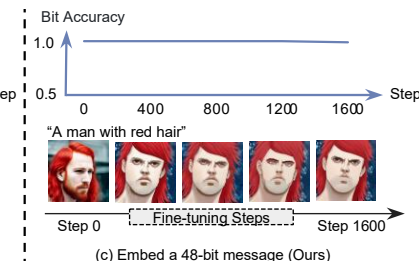 Bit Accuracy
1.0
0.5
0 400 800 1200 1600
ep
Step
“A man with red hair”
Fine-tuning Steps
Step 0
Step 1600
(c) Embed a 48-bit message (Ours)